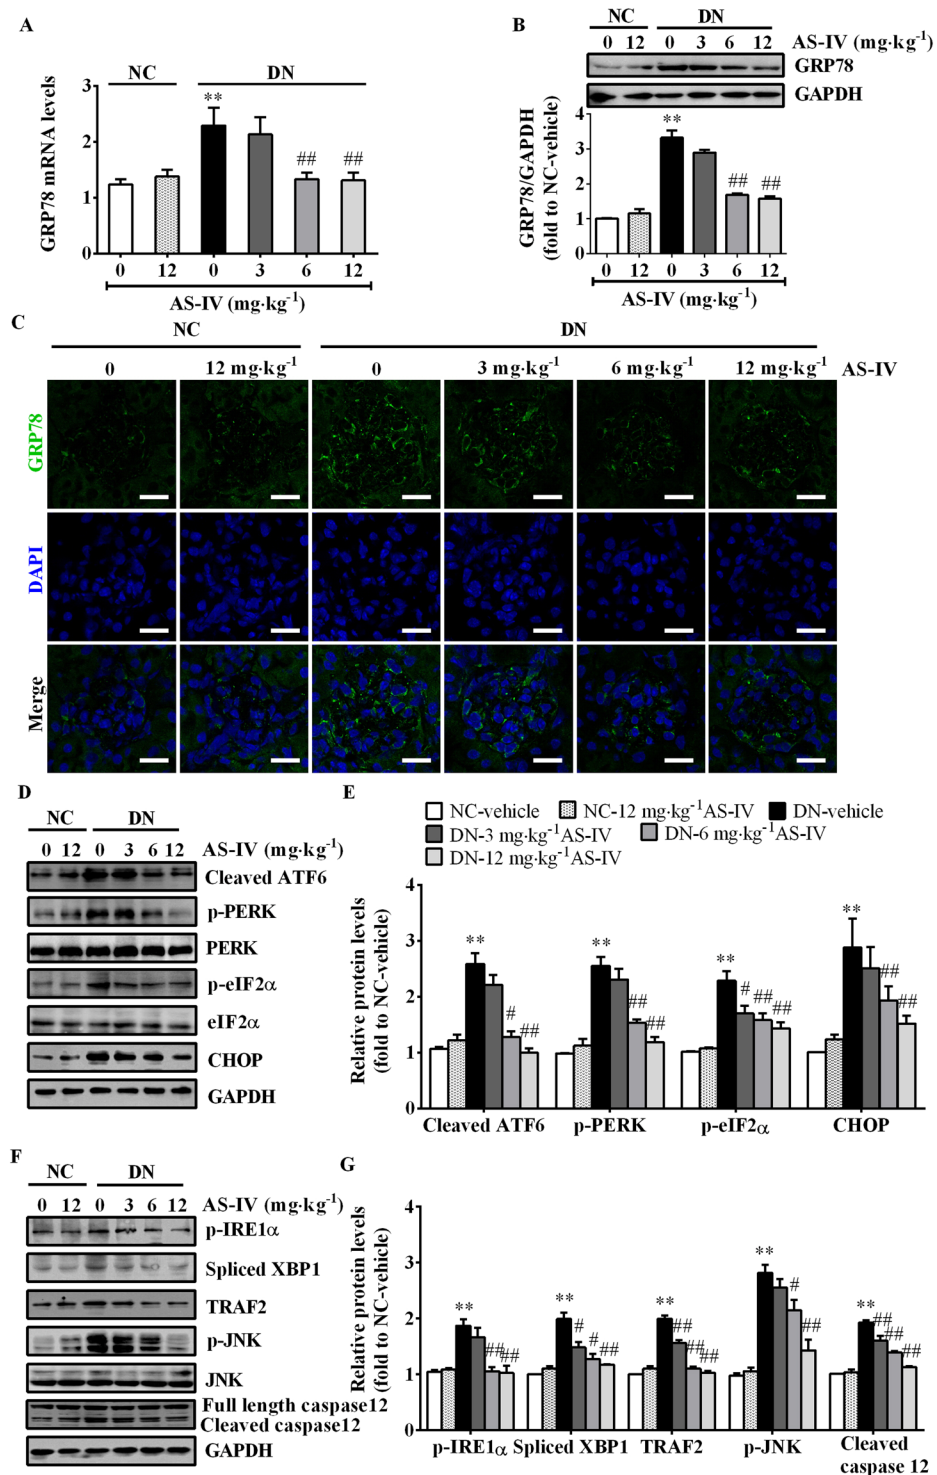 A
NC DN
GRP78 mRNA levels
3
2
1
0
**
##
##
0 12 0 3 6 12
AS-IV (mg·kg-1)
B
NC DN
0 12 0 3 6 12 AS-IV (mg·kg-1)
GRP78
GAPDH
GRP78/GAPDH
(fold to NC-vehicle)
4
3
2
1
0
**
##
##
0 12 0 3 6 12
AS-IV (mg·kg-1)
C
NC DN
0 12 mg·kg-1 0 3 mg·kg-1 6 mg·kg-1 12 mg·kg-1 AS-IV
GRP78
DAPI
Merge
D
NC DN
0 12 0 3 6 12 AS-IV (mg·kg-1)
Cleaved ATF6
p-PERK
PERK
p-eIF2α
eIF2α
CHOP
GAPDH
E
NC-vehicle NC-12 mg·kg-1AS-IV DN-vehicle
DN-3 mg·kg-1AS-IV DN-6 mg·kg-1AS-IV
DN-12 mg·kg-1AS-IV
Relative protein levels
(fold to NC-vehicle)
4
3
2
1
0
** # ##
** ## ##
** # ## ##
** ## ##
Cleaved ATF6 p-PERK p-eIF2α CHOP
F
NC DN
0 12 0 3 6 12 AS-IV (mg·kg-1)
p-IRE1α
Spliced XBP1
TRAF2
p-JNK
JNK
Full length caspase12
Cleaved caspase12
GAPDH
G
Relative protein levels
(fold to NC-vehicle)
4
3
2
1
0
** ## ##
** # # ##
** ## ## ##
** # ##
** ## ## ##
p-IRE1α Spliced XBP1 TRAF2 p-JNK Cleaved
caspase 12